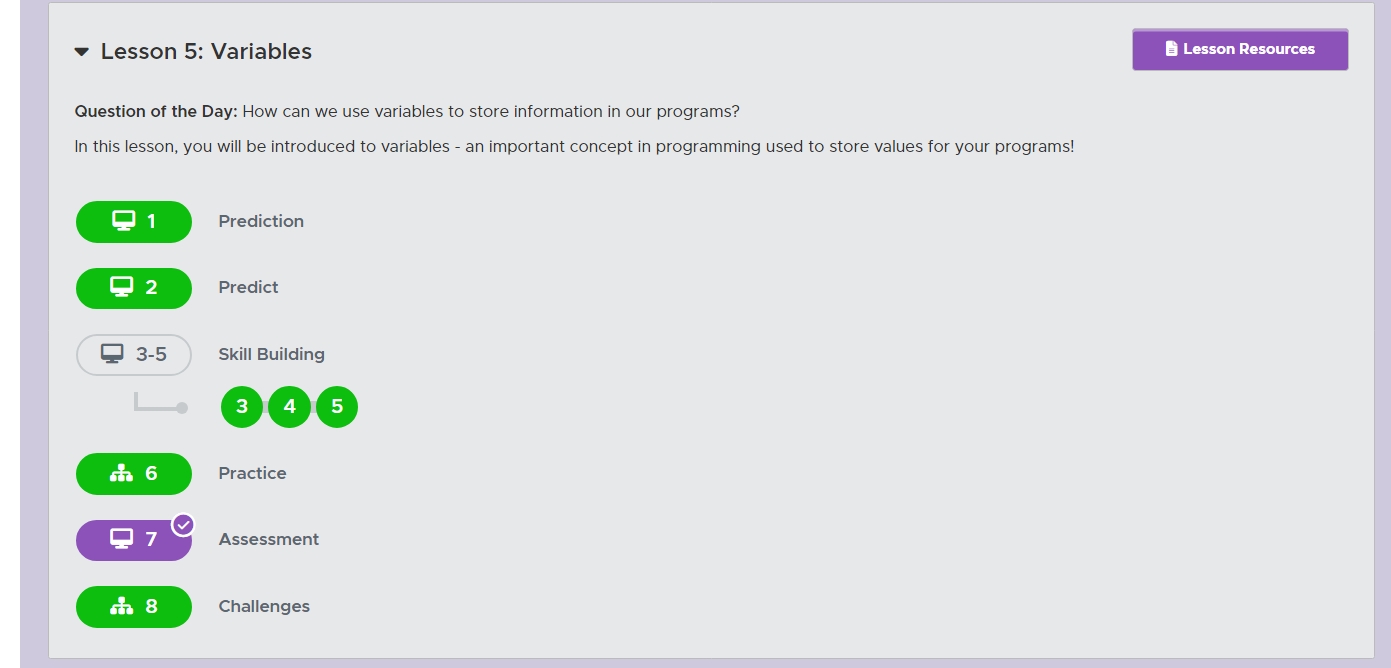 Lesson 5: Variables
Lesson Resources
Question of the Day: How can we use variables to store information in our programs?
In this lesson, you will be introduced to variables - an important concept in programming used to store values for your programs!
1 Prediction
2 Predict
3-5 Skill Building
3 4 5
6 Practice
7 Assessment
8 Challenges